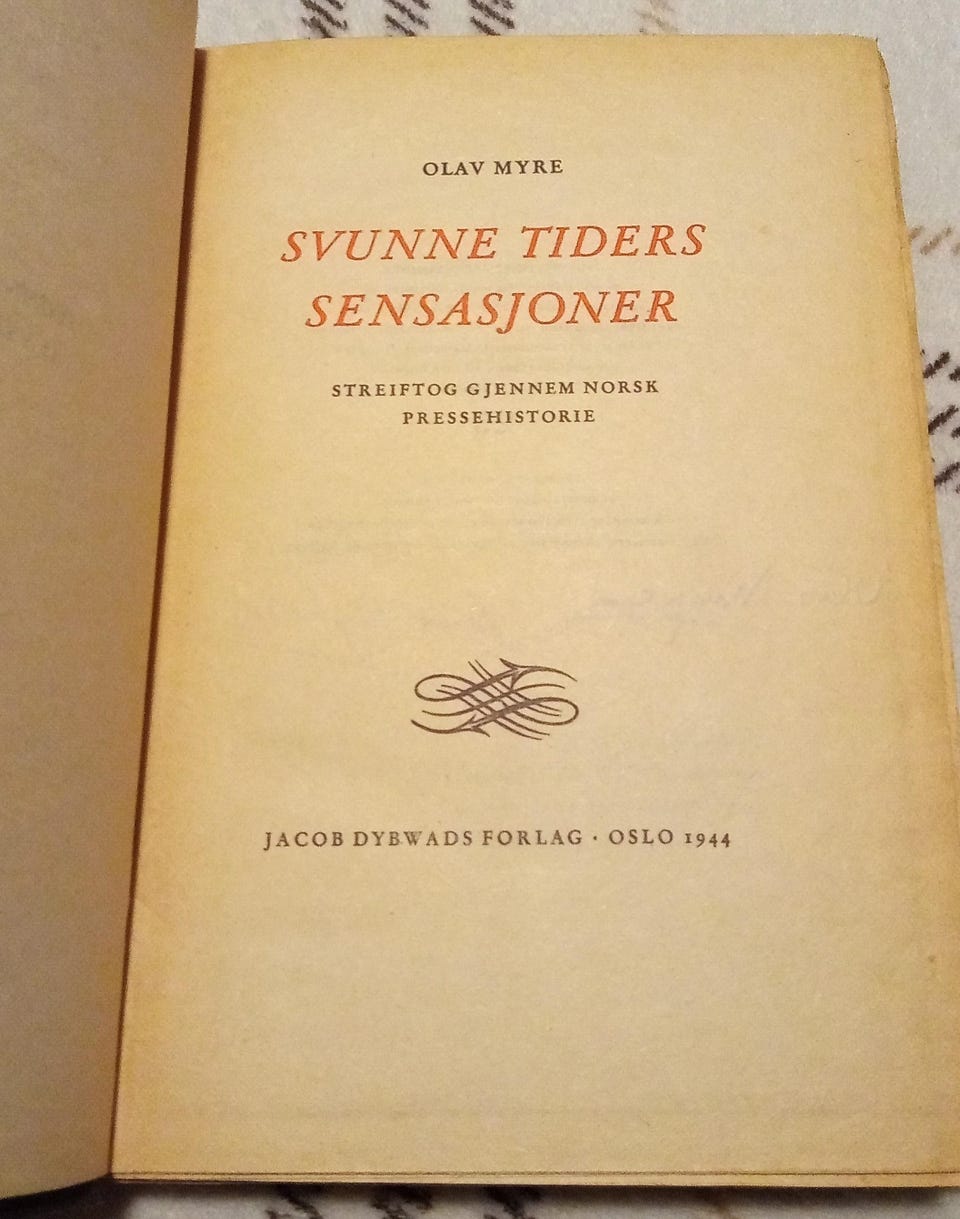 OLAV MYRE
SVUNNE TIDERS
SENSASJONER
STREIFTOG GJENNEM NORSK
PRESSEHISTORIE
JACOB DYBWADS FORLAG · OSLO 1944